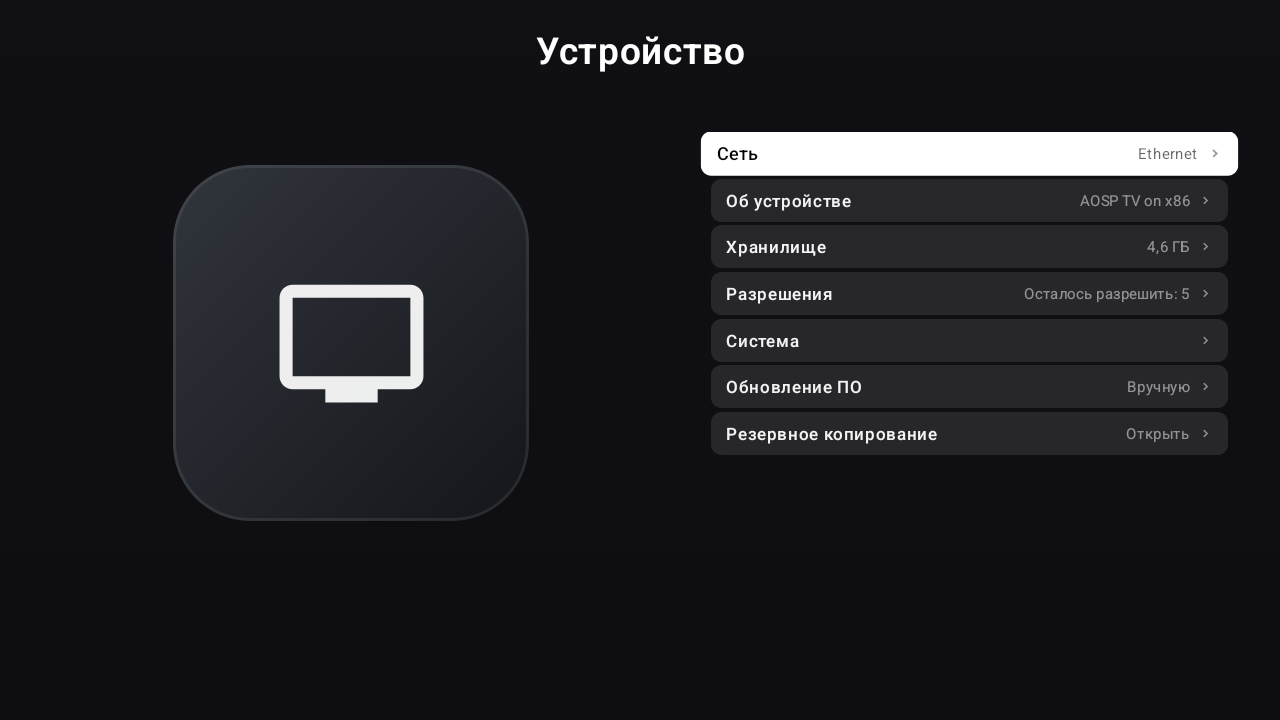 Устройство
Сеть Ethernet
Об устройстве AOSP TV on x86
Хранилище 4,6 ГБ
Разрешения Осталось разрешить: 5
Система
Обновление ПО Вручную
Резервное копирование Открыть